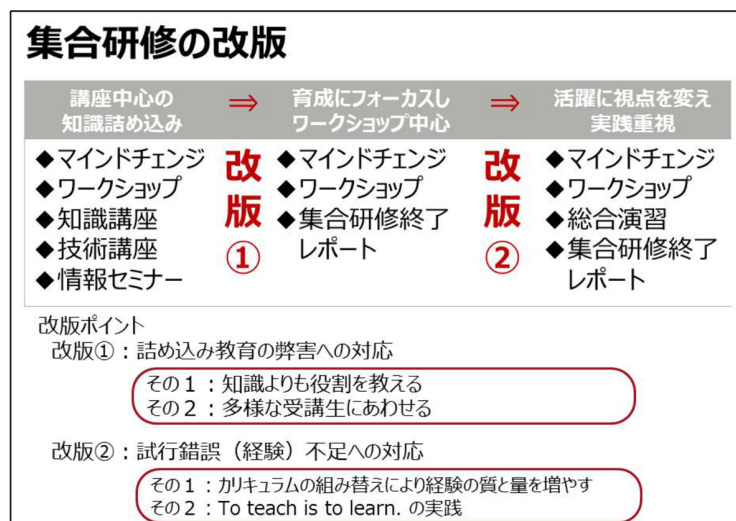 集合研修の改版
講座中心の
知識詰め込み
⇒
育成にフォーカスし
ワークショップ中心
⇒
活躍に視点を変え
実践重視
◆マインドチェンジ
◆ワークショップ
◆知識講座
◆技術講座
◆情報セミナー
改
版
①
◆マインドチェンジ
◆ワークショップ
◆集合研修終了
レポート
改
版
②
◆マインドチェンジ
◆ワークショップ
◆総合演習
◆集合研修終了
レポート
改版ポイント
改版①：詰め込み教育の弊害への対応
その１：知識よりも役割を教える
その２：多様な受講生にあわせる
改版②：試行錯誤（経験）不足への対応
その１：カリキュラムの組み替えにより経験の質と量を増やす
その２：To teach is to learn. の実践